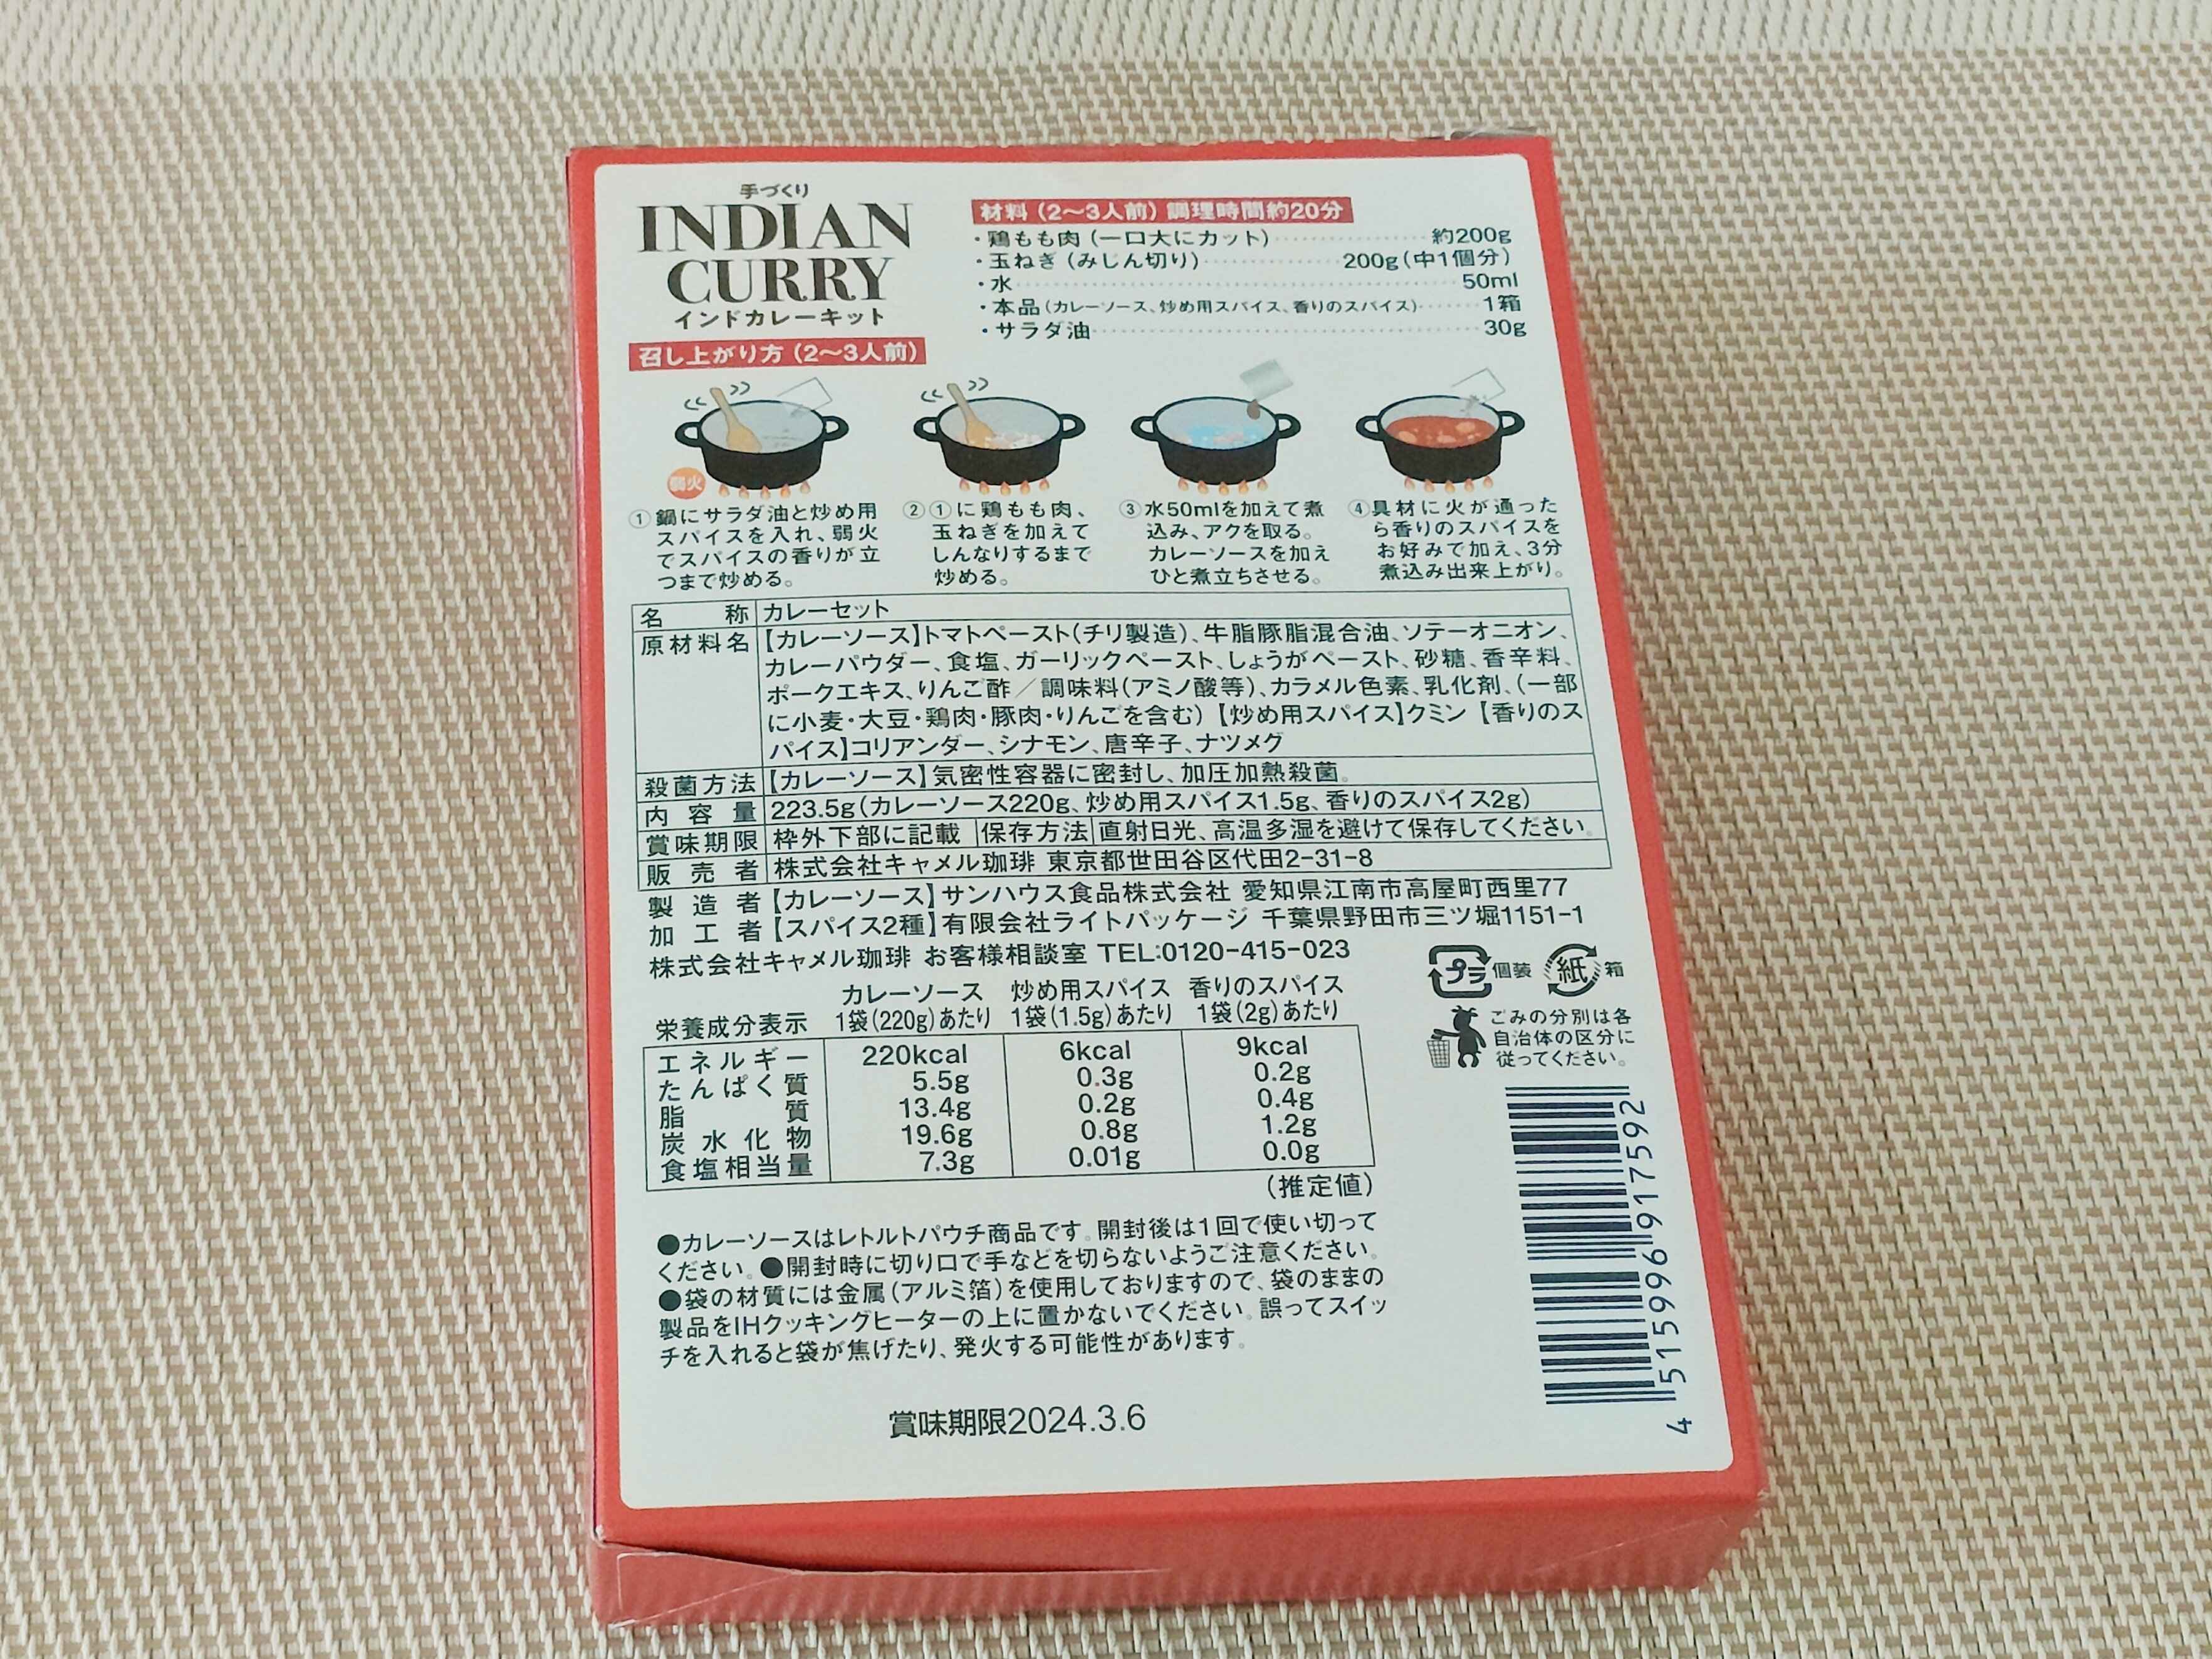 手づくり
INDIAN
CURRY
インドカレーキット
材料（2〜3人前）調理時間約20分
・鶏もも肉（一口大にカット）……………約200g
・玉ねぎ（みじん切り）……………200g（中1個分）
・水……………50ml
・本品（カレーソース、炒め用スパイス、香りのスパイス）……1箱
・サラダ油……………30g
召し上がり方（2〜3人前）
弱火
①鍋にサラダ油と炒め用
スパイスを入れ、弱火
でスパイスの香りが立
つまで炒める。
②①に鶏もも肉、
玉ねぎを加えて
しんなりするまで
炒める。
③水50mlを加えて煮
込み、アクを取る。
カレーソースを加え
ひと煮立ちさせる。
④具材に火が通った
ら香りのスパイスを
お好みで加え、3分
煮込み出来上がり。
名称 カレーセット
原材料名 【カレーソース】トマトペースト（チリ製造）、牛脂豚脂混合油、ソテーオニオン、
カレーパウダー、食塩、ガーリックペースト、しょうがペースト、砂糖、香辛料、
ポークエキス、りんご酢／調味料（アミノ酸等）、カラメル色素、乳化剤、（一部
に小麦・大豆・鶏肉・豚肉・りんごを含む）【炒め用スパイス】クミン【香りのス
パイス】コリアンダー、シナモン、唐辛子、ナツメグ
殺菌方法 【カレーソース】気密性容器に密封し、加圧加熱殺菌。
内容量 223.5g（カレーソース220g、炒め用スパイス1.5g、香りのスパイス2g）
賞味期限 枠外下部に記載 保存方法 直射日光、高温多湿を避けて保存してください。
販売者 株式会社キャメル珈琲 東京都世田谷区代田2-31-8
製造者【カレーソース】サンハウス食品株式会社 愛知県江南市高屋町西里77
加工者【スパイス2種】有限会社ライトパッケージ 千葉県野田市三ツ堀1151-1
株式会社キャメル珈琲 お客様相談室 TEL:0120-415-023
プラ 個装 紙 箱
ごみの分別は各
自治体の区分に
従ってください。
カレーソース 炒め用スパイス 香りのスパイス
栄養成分表示 1袋（220g）あたり 1袋（1.5g）あたり 1袋（2g）あたり
エネルギー 220kcal 6kcal 9kcal
たんぱく質 5.5g 0.3g 0.2g
脂質 13.4g 0.2g 0.4g
炭水化物 19.6g 0.8g 1.2g
食塩相当量 7.3g 0.01g 0.0g
（推定値）
●カレーソースはレトルトパウチ商品です。開封後は1回で使い切って
ください。●開封時に切り口で手などを切らないようご注意ください。
●袋の材質には金属（アルミ箔）を使用しておりますので、袋のままの
製品をIHクッキングヒーターの上に置かないでください。誤ってスイッ
チを入れると袋が焦げたり、発火する可能性があります。
賞味期限2024.3.6
4 515996 917592